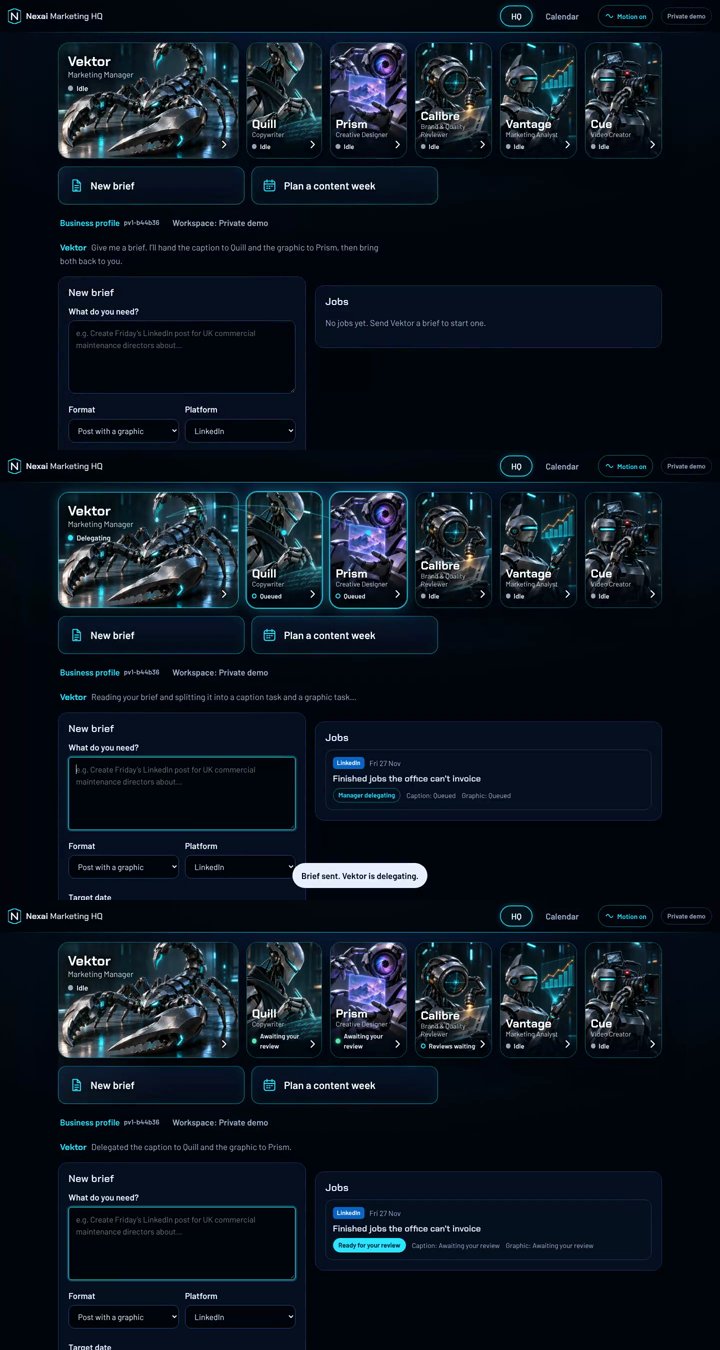 Nexai Marketing HQ
HQ
Calendar
Motion on
Private demo
Vektor
Marketing Manager
Idle
Quill
Copywriter
Idle
Prism
Creative Designer
Idle
Calibre
Brand & Quality
Reviewer
Idle
Vantage
Marketing Analyst
Idle
Cue
Video Creator
Idle
New brief
Plan a content week
Business profile pv1-b44b36 Workspace: Private demo
Vektor Give me a brief. I'll hand the caption to Quill and the graphic to Prism, then bring
both back to you.
New brief
What do you need?
e.g. Create Friday's LinkedIn post for UK commercial
maintenance directors about...
Format
Platform
Post with a graphic
LinkedIn
Jobs
No jobs yet. Send Vektor a brief to start one.
Nexai Marketing HQ
HQ
Calendar
Motion on
Private demo
Vektor
Marketing Manager
Delegating
Quill
Copywriter
Queued
Prism
Creative Designer
Queued
Calibre
Brand & Quality
Reviewer
Idle
Vantage
Marketing Analyst
Idle
Cue
Video Creator
Idle
New brief
Plan a content week
Business profile pv1-b44b36 Workspace: Private demo
Vektor Reading your brief and splitting it into a caption task and a graphic task...
New brief
What do you need?
e.g. Create Friday's LinkedIn post for UK commercial
maintenance directors about...
Format
Platform
Post with a graphic
LinkedIn
Target date
Jobs
LinkedIn Fri 27 Nov
Finished jobs the office can't invoice
Manager delegating Caption: Queued Graphic: Queued
Brief sent. Vektor is delegating.
Nexai Marketing HQ
HQ
Calendar
Motion on
Private demo
Vektor
Marketing Manager
Idle
Quill
Copywriter
Awaiting your
review
Prism
Creative Designer
Awaiting your
review
Calibre
Brand & Quality
Reviewer
Reviews waiting
Vantage
Marketing Analyst
Idle
Cue
Video Creator
Idle
New brief
Plan a content week
Business profile pv1-b44b36 Workspace: Private demo
Vektor Delegated the caption to Quill and the graphic to Prism.
New brief
What do you need?
e.g. Create Friday's LinkedIn post for UK commercial
maintenance directors about...
Format
Platform
Post with a graphic
LinkedIn
Target date
Jobs
LinkedIn Fri 27 Nov
Finished jobs the office can't invoice
Ready for your review Caption: Awaiting your review Graphic: Awaiting your review